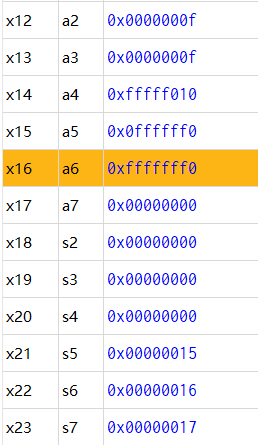 x12 a2 0x0000000f
x13 a3 0x0000000f
x14 a4 0xfffff010
x15 a5 0x0ffffff0
x16 a6 0xfffffff0
x17 a7 0x00000000
x18 s2 0x00000000
x19 s3 0x00000000
x20 s4 0x00000000
x21 s5 0x00000015
x22 s6 0x00000016
x23 s7 0x00000017